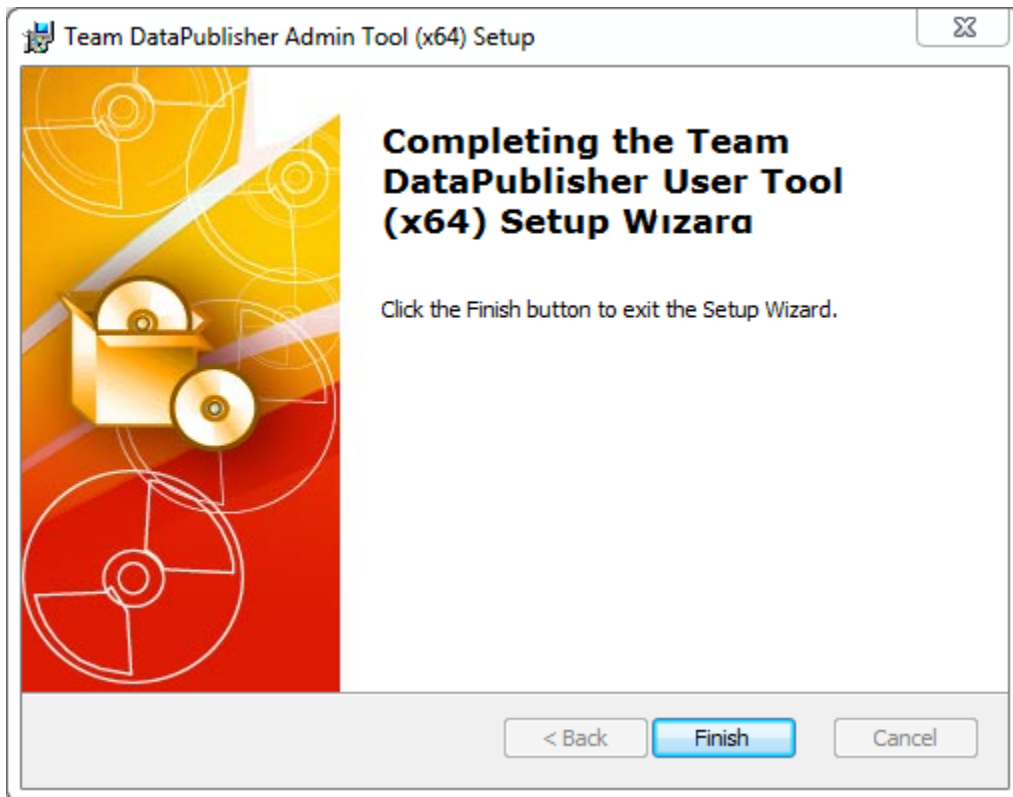 Team DataPublisher Admin Tool (x64) Setup
Completing the Team
DataPublisher User Tool
(x64) Setup Wizard
Click the Finish button to exit the Setup Wizard.
< Back
Finish
Cancel